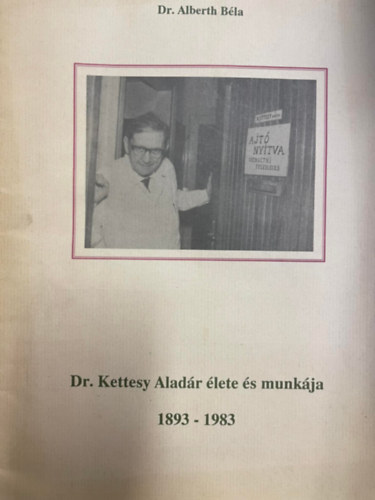 Dr. Alberth Béla
AJTÓ
NYITVA
Dr. Kettesy Aladár élete és munkája
1893 - 1983